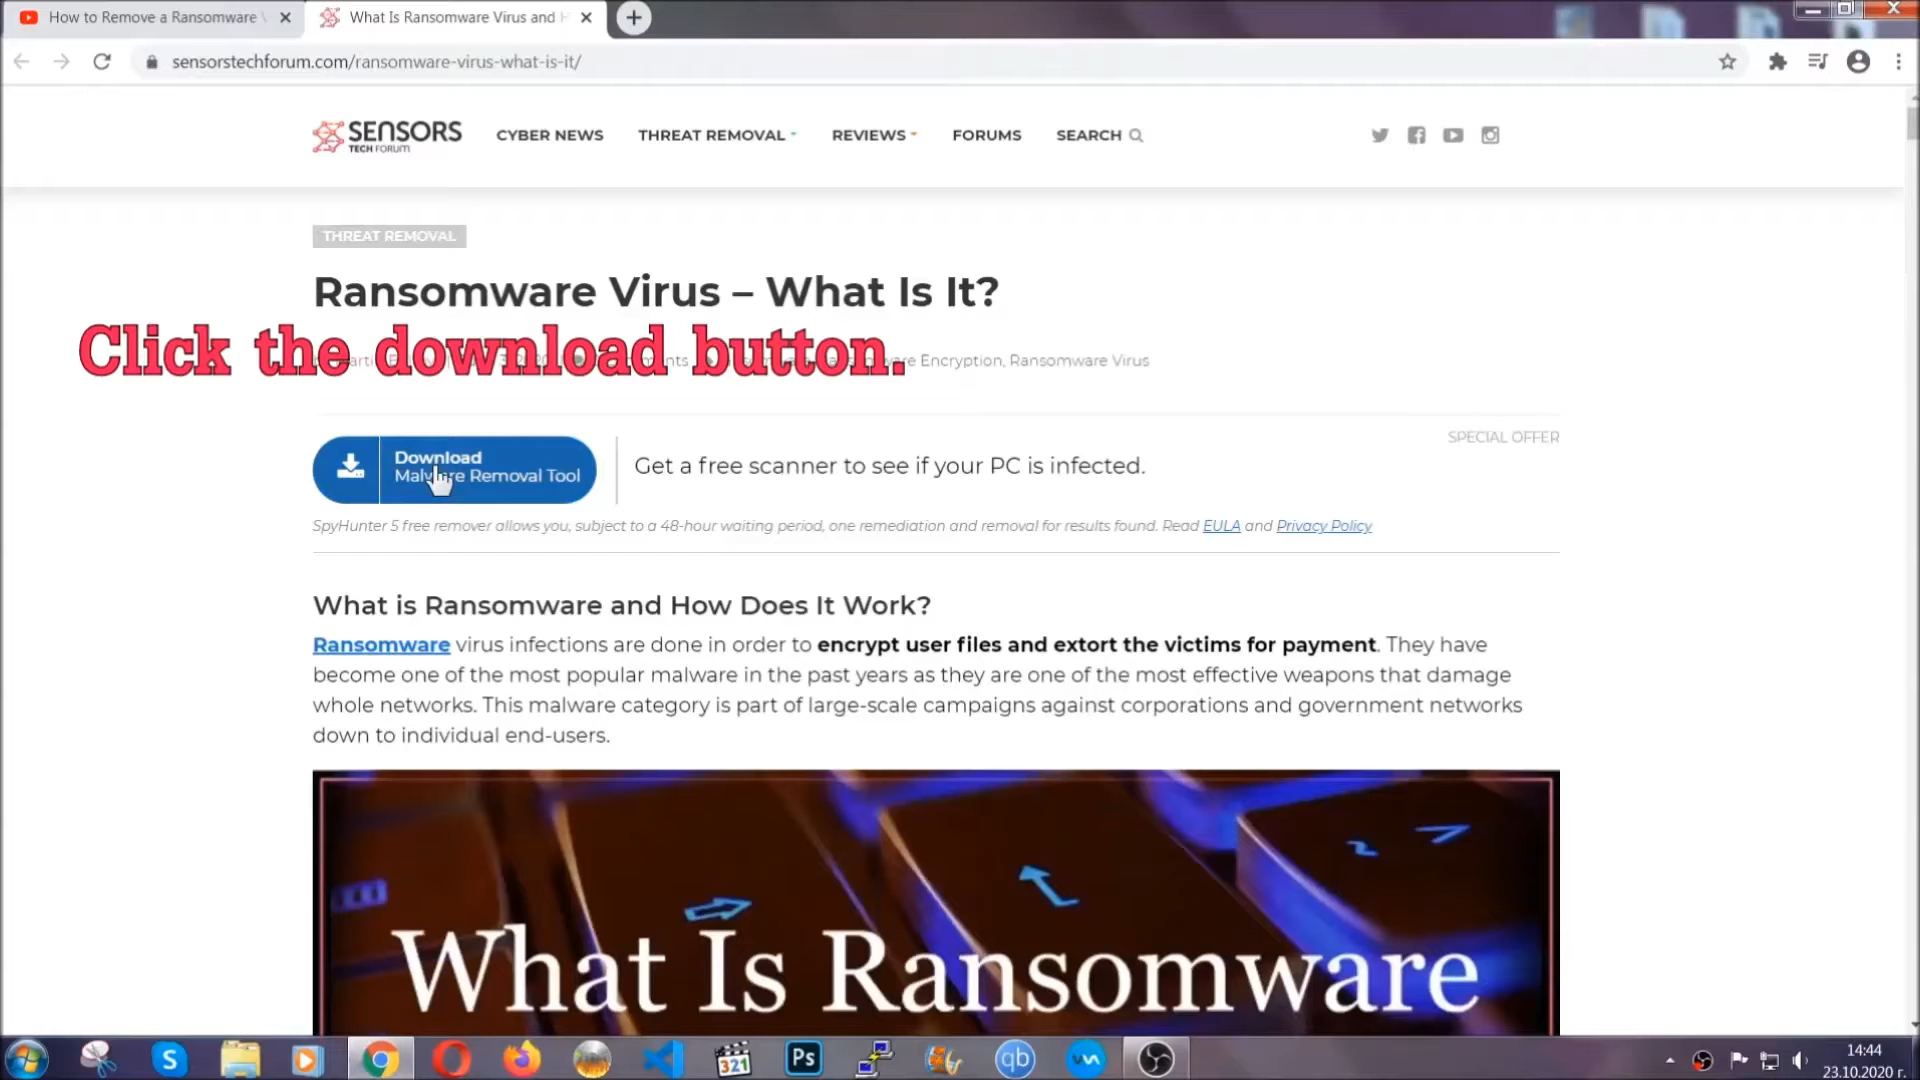 How to Remove a Ransomware
What Is Ransomware Virus and
sensorstechforum.com/ransomware-virus-what-is-it/
SENSORS
TECH FORUM
CYBER NEWS THREAT REMOVAL REVIEWS FORUMS SEARCH
THREAT REMOVAL
Ransomware Virus – What Is It?
Click the download button.
Encryption, Ransomware Virus
SPECIAL OFFER
Download
Malware Removal Tool
Get a free scanner to see if your PC is infected.
SpyHunter 5 free remover allows you, subject to a 48-hour waiting period, one remediation and removal for results found. Read EULA and Privacy Policy
What is Ransomware and How Does It Work?
Ransomware virus infections are done in order to encrypt user files and extort the victims for payment. They have
become one of the most popular malware in the past years as they are one of the most effective weapons that damage
whole networks. This malware category is part of large-scale campaigns against corporations and government networks
down to individual end-users.
What Is Ransomware
S
321
Ps
qb
14:44
23.10.2020 г.